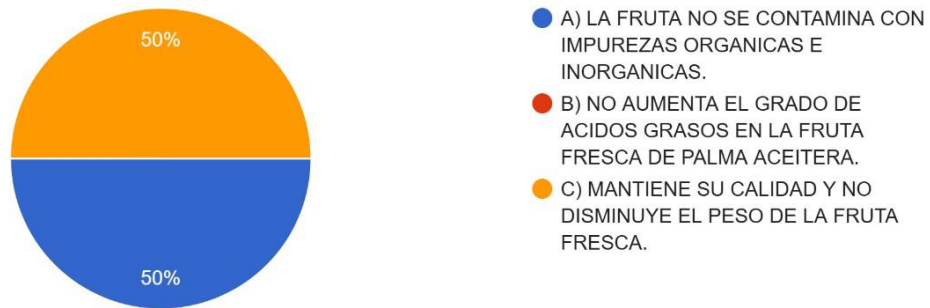 50%
50%
A) LA FRUTA NO SE CONTAMINA CON
IMPUREZAS ORGANICAS E
INORGANICAS.
B) NO AUMENTA EL GRADO DE
ACIDOS GRASOS EN LA FRUTA
FRESCA DE PALMA ACEITERA.
C) MANTIENE SU CALIDAD Y NO
DISMINUYE EL PESO DE LA FRUTA
FRESCA.